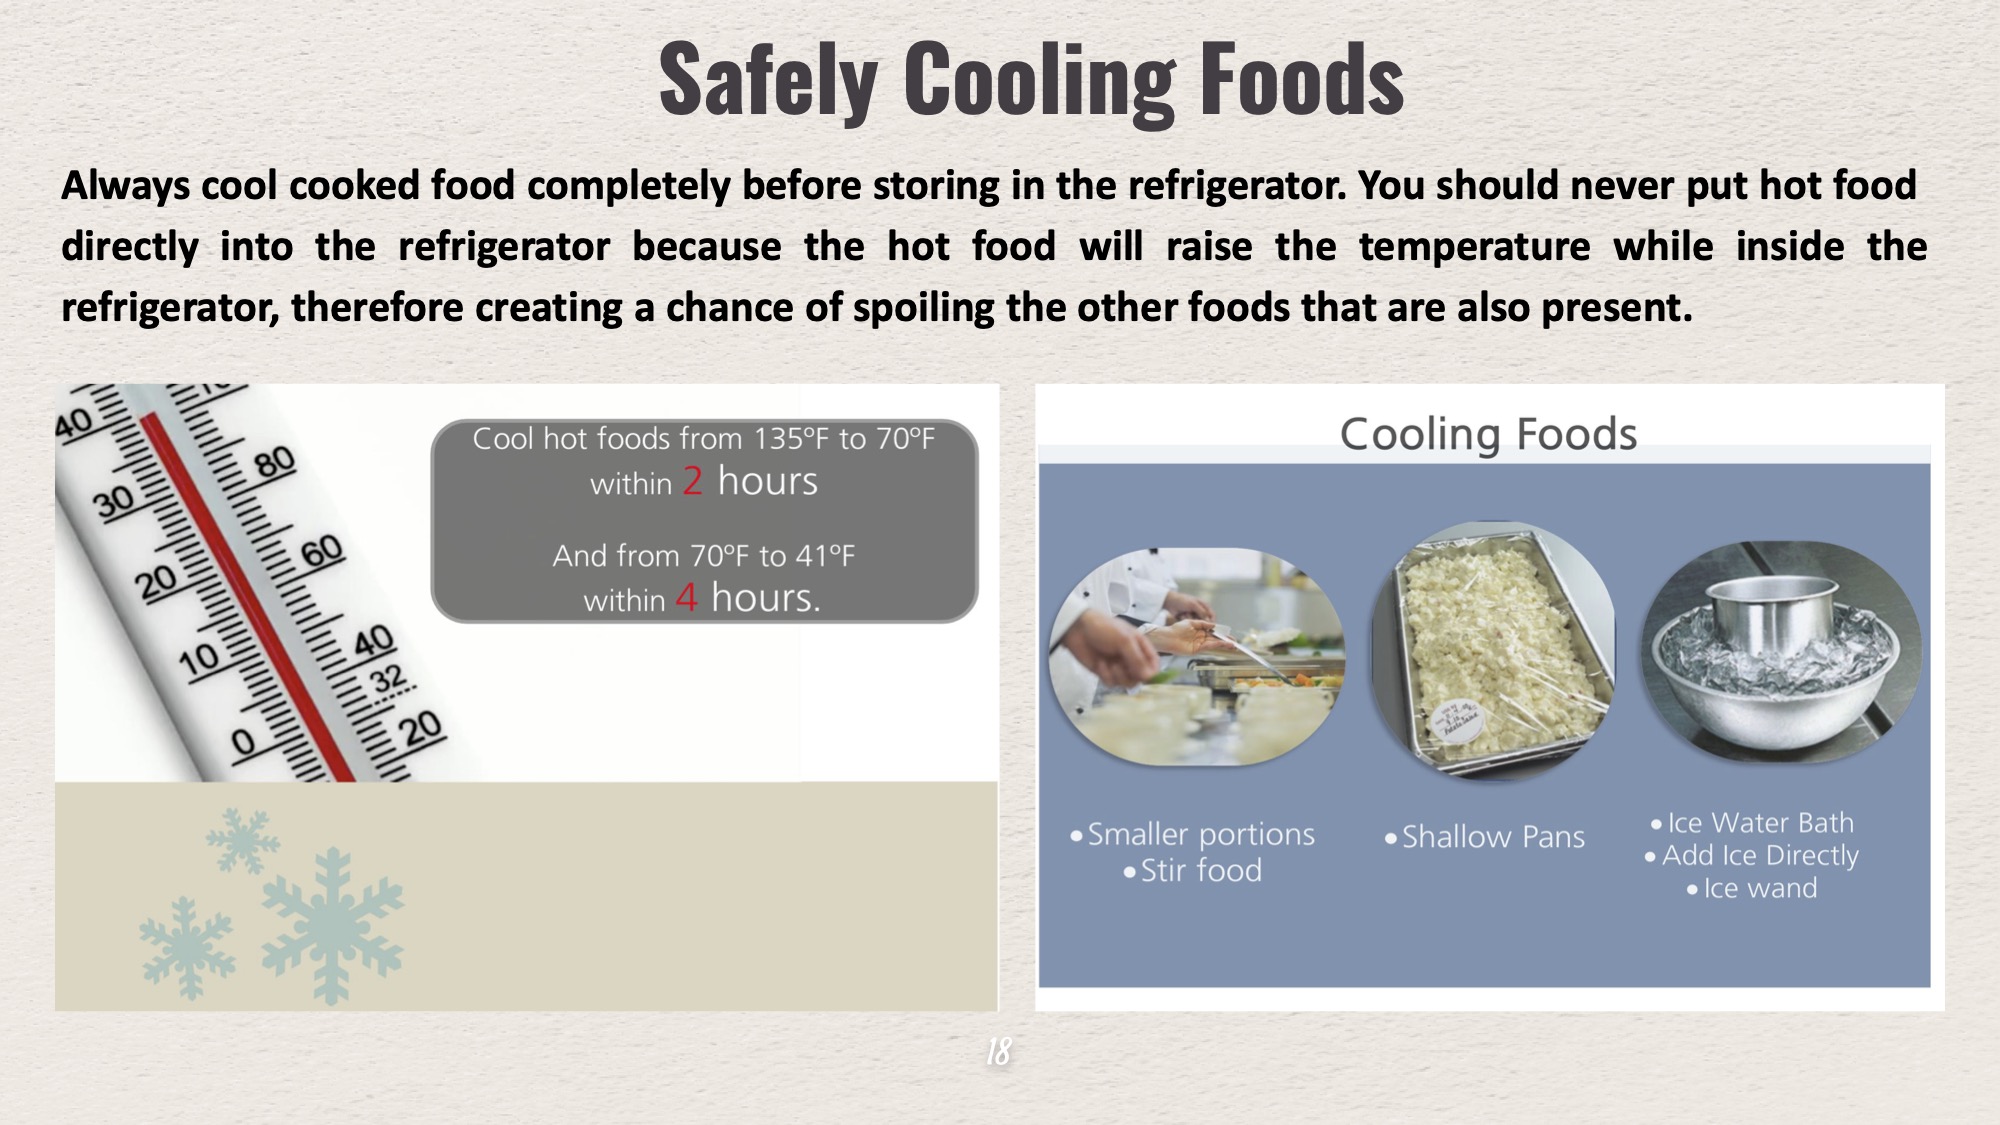 Safely Cooling Foods
Always cool cooked food completely before storing in the refrigerator. You should never put hot food
directly into the refrigerator because the hot food will raise the temperature while inside the
refrigerator, therefore creating a chance of spoiling the other foods that are also present.
40
30
20
10
0
80
60
40
32
20
Cool hot foods from 135ºF to 70ºF
within 2 hours
And from 70ºF to 41ºF
within 4 hours.
Cooling Foods
•Smaller portions
•Stir food
•Shallow Pans
•Ice Water Bath
•Add Ice Directly
•Ice wand
18